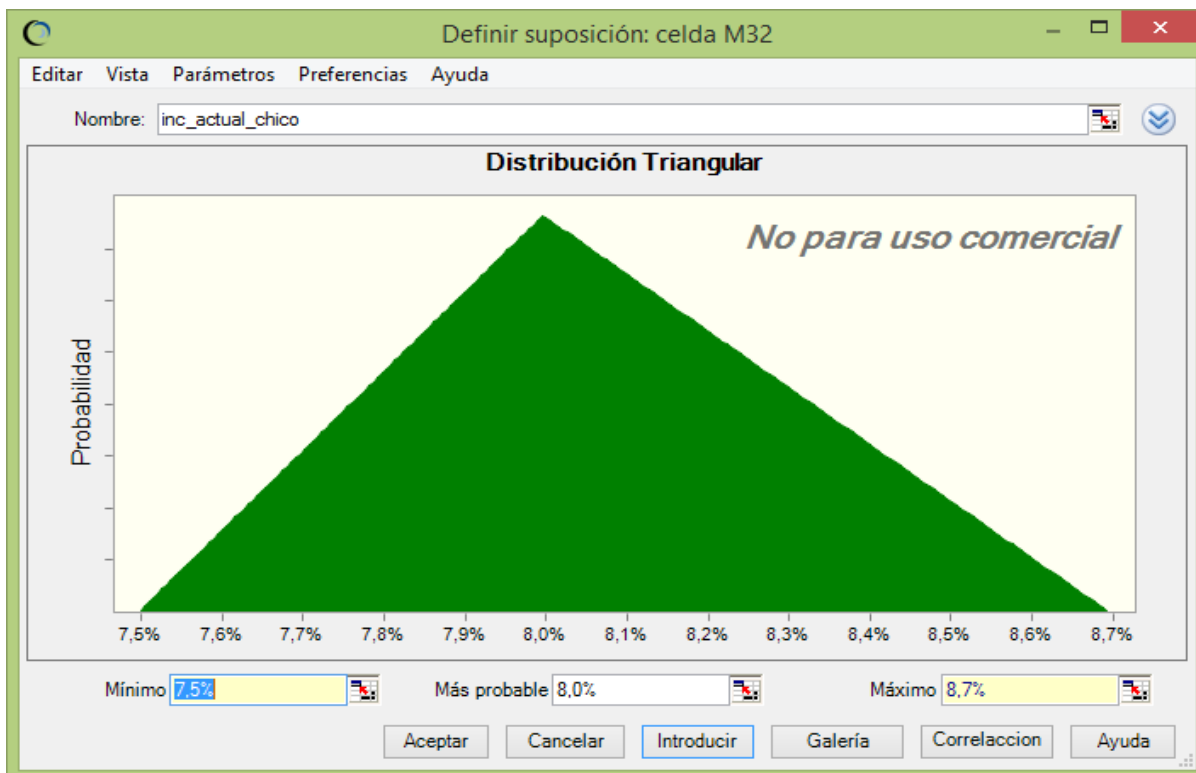 Definir suposición: celda M32
Editar Vista Parámetros Preferencias Ayuda
Nombre: inc_actual_chico
Distribución Triangular
No para uso comercial
Probabilidad
7,5% 7,6% 7,7% 7,8% 7,9% 8,0% 8,1% 8,2% 8,3% 8,4% 8,5% 8,6% 8,7%
Mínimo 7,5% Más probable 8,0% Máximo 8,7%
Aceptar Cancelar Introducir Galería Correlaccion Ayuda